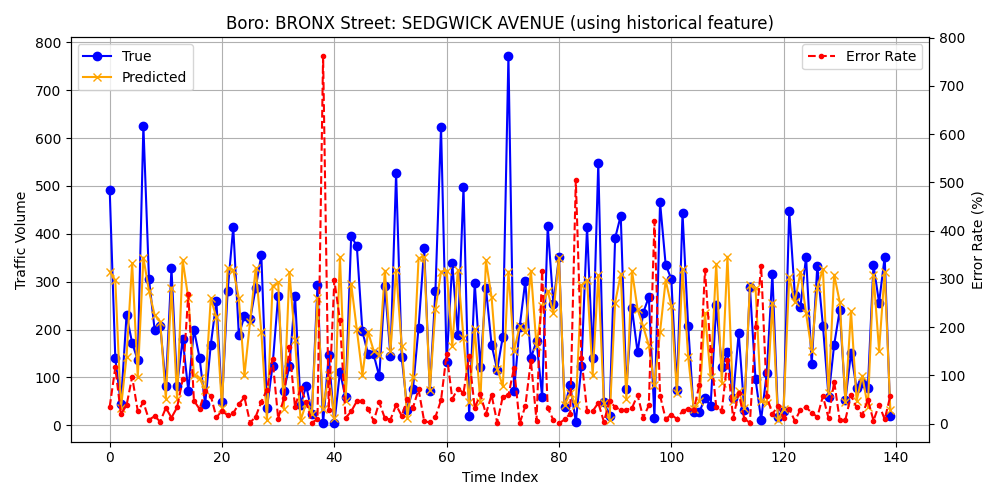 Boro: BRONX Street: SEDGWICK AVENUE (using historical feature)
True
Predicted
Error Rate
800
700
600
500
400
300
200
100
0
Traffic Volume
800
700
600
500
400
300
200
100
0
Error Rate (%)
0 20 40 60 80 100 120 140
Time Index